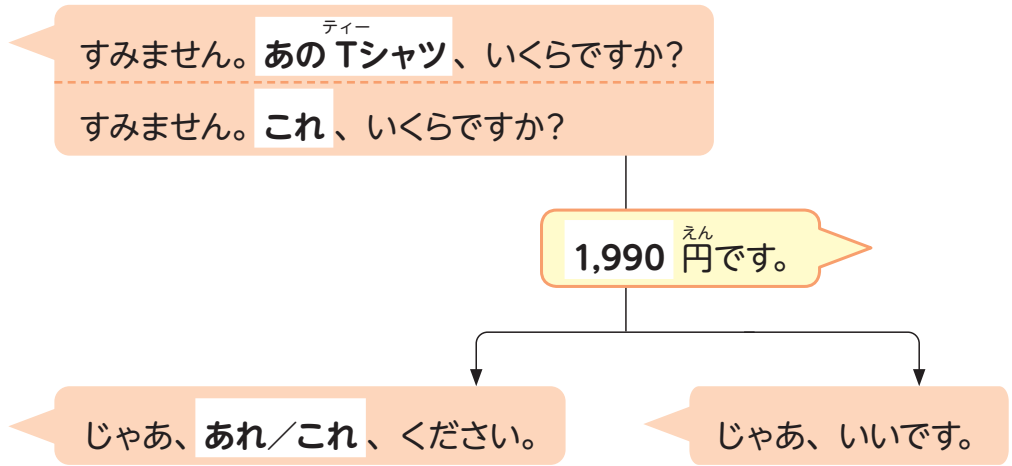 ティー
すみません。あの Tシャツ、いくらですか?
すみません。これ、いくらですか?
えん
1,990 円です。
じゃあ、あれ/これ、ください。
じゃあ、いいです。